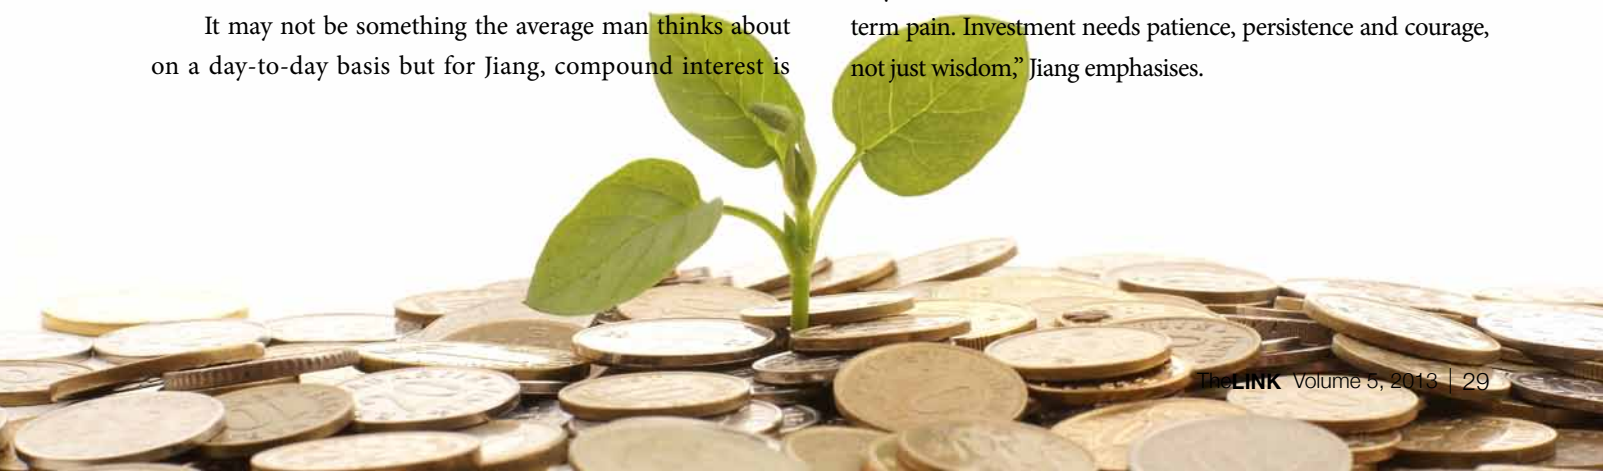 It may not be something the average man thinks about
on a day-to-day basis but for Jiang, compound interest is
term pain. Investment needs patience, persistence and courage,
not just wisdom,” Jiang emphasises.
TheLINK Volume 5, 2013 | 29